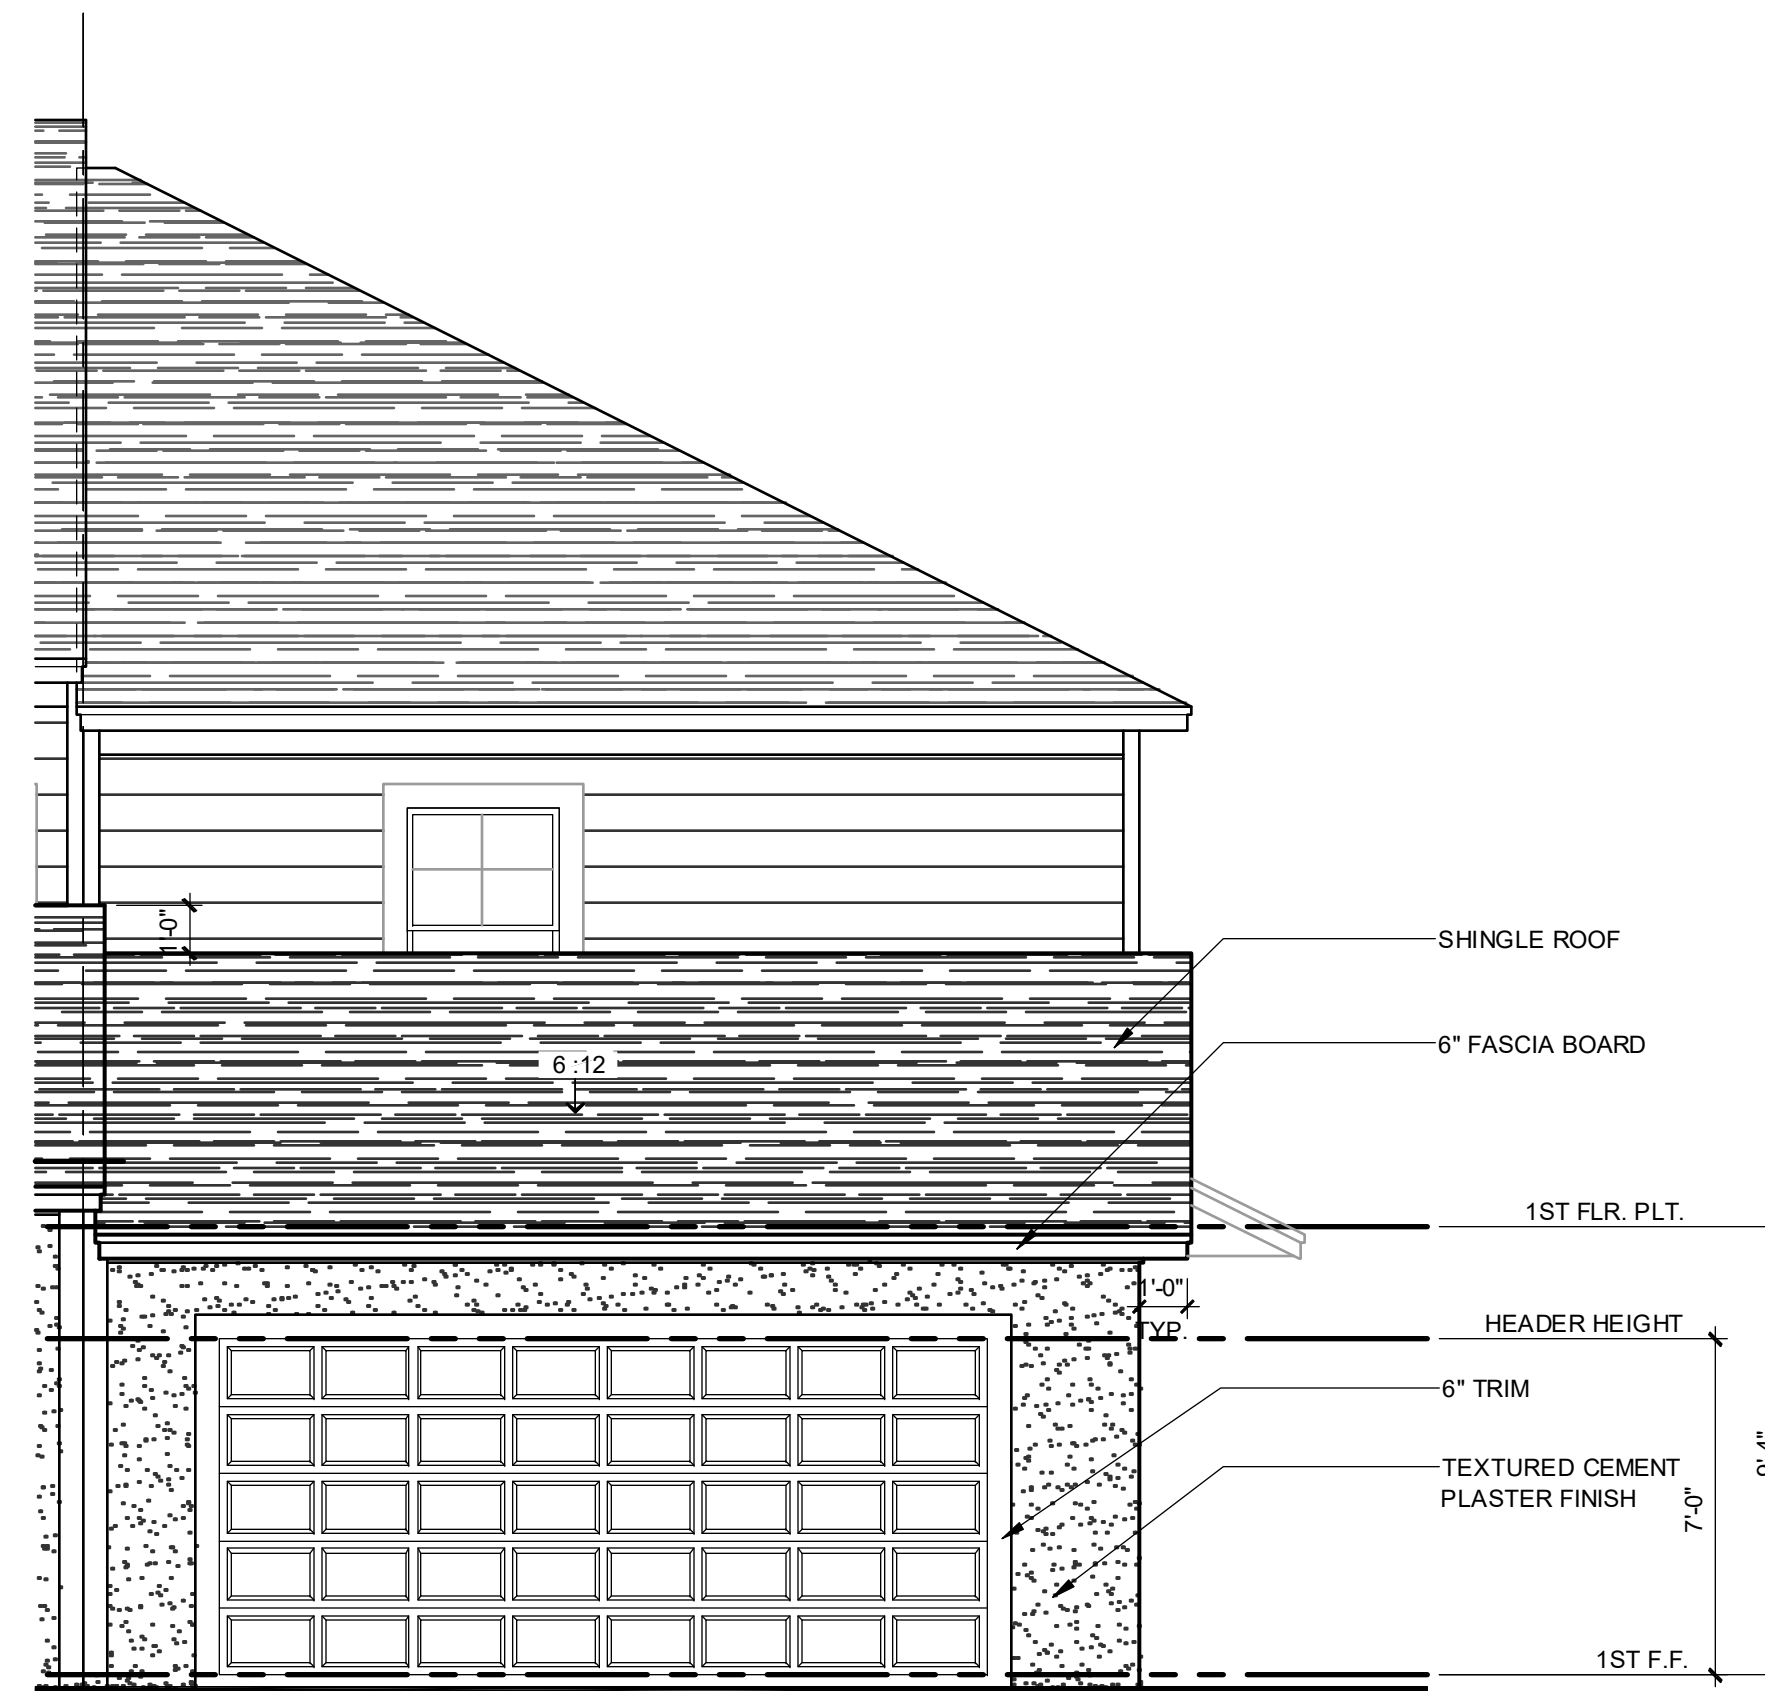 1'-0"
SHINGLE ROOF
6" FASCIA BOARD
6 :12
1ST FLR. PLT.
1'-0"
TYP.
HEADER HEIGHT
6" TRIM
TEXTURED CEMENT
PLASTER FINISH
7'-0"
1ST F.F.